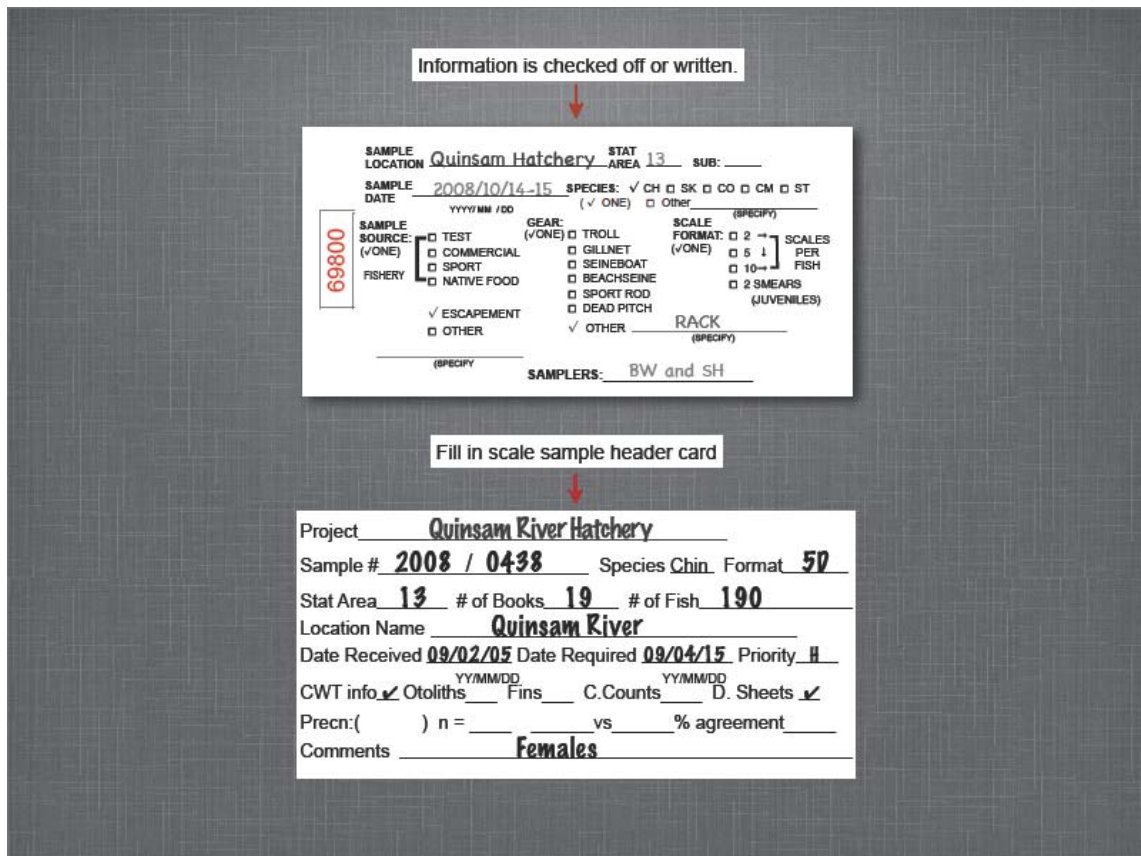 Information is checked off or written.
SAMPLE LOCATION Quinsam Hatchery STAT AREA 13 SUB:
SAMPLE DATE 2008/10/14-15 SPECIES: ✓ CH □ SK □ CO □ CM □ ST
YYYY/MM /DD (✓ ONE) □ Other
(SPECIFY)
69800
SAMPLE SOURCE: (✓ONE)
FISHERY
□ TEST
□ COMMERCIAL
□ SPORT
□ NATIVE FOOD
✓ ESCAPEMENT
□ OTHER
(SPECIFY
GEAR: (✓ONE)
□ TROLL
□ GILLNET
□ SEINEBOAT
□ BEACHSEINE
□ SPORT ROD
□ DEAD PITCH
✓ OTHER RACK
(SPECIFY)
SCALE FORMAT: (✓ONE)
□ 2 →
□ 5 ↓
□ 10→
SCALES PER FISH
□ 2 SMEARS
(JUVENILES)
SAMPLERS: BW and SH
Fill in scale sample header card
Project Quinsam River Hatchery
Sample # 2008 / 0438 Species Chin Format 5D
Stat Area 13 # of Books 19 # of Fish 190
Location Name Quinsam River
Date Received 09/02/05 Date Required 09/04/15 Priority H
YY/MM/DD YY/MM/DD
CWT info ✔ Otoliths Fins C.Counts D. Sheets ✔
Precn:( ) n = vs % agreement
Comments Females